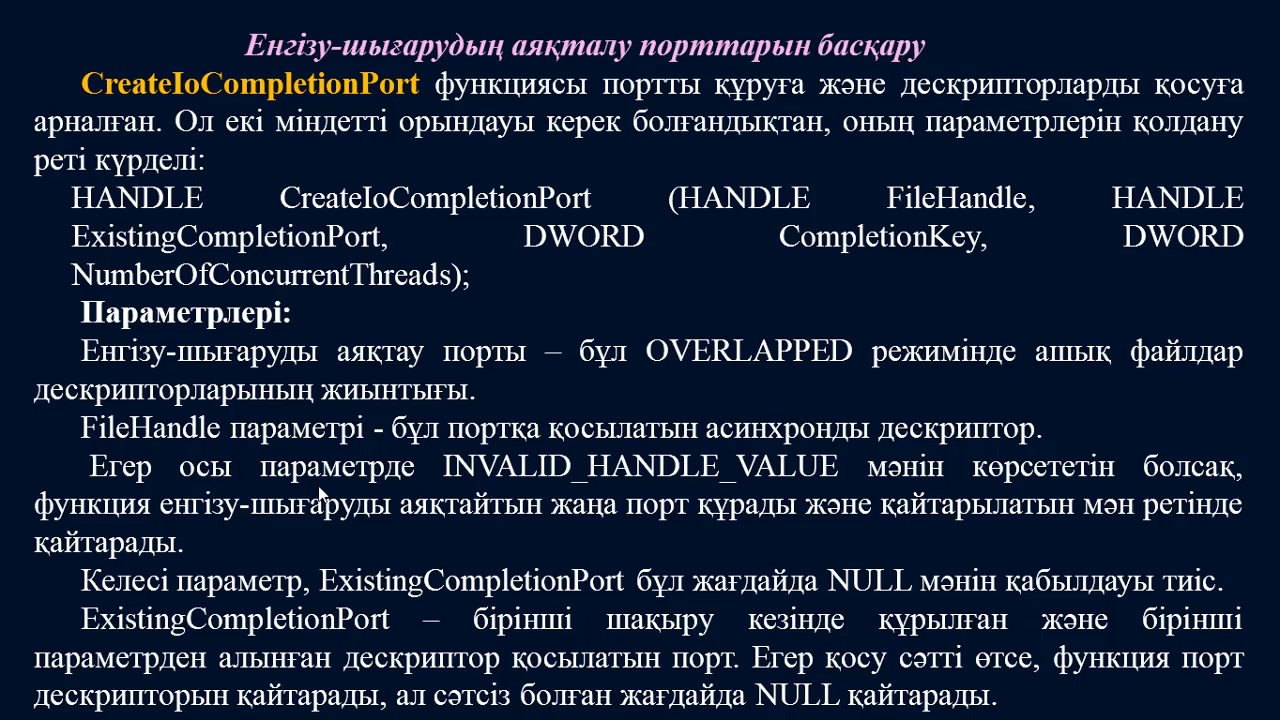 Енгізу-шығарудың аяқталу порттарын басқару
CreateIoCompletionPort функциясы портты құруға және дескрипторларды қосуға
арналған. Ол екі міндетті орындауы керек болғандықтан, оның параметрлерін қолдану
реті күрделі:
HANDLE CreateIoCompletionPort (HANDLE FileHandle, HANDLE
ExistingCompletionPort, DWORD CompletionKey, DWORD
NumberOfConcurrentThreads);
Параметрлері:
Енгізу-шығаруды аяқтау порты – бұл OVERLAPPED режимінде ашық файлдар
дескрипторларының жиынтығы.
FileHandle параметрі - бұл портқа қосылатын асинхронды дескриптор.
Егер осы параметрде INVALID_HANDLE_VALUE мәнін көрсететін болсақ,
функция енгізу-шығаруды аяқтайтын жаңа порт құрады және қайтарылатын мән ретінде
қайтарады.
Келесі параметр, ExistingCompletionPort бұл жағдайда NULL мәнін қабылдауы тиіс.
ExistingCompletionPort – бірінші шақыру кезінде құрылған және бірінші
параметрден алынған дескриптор қосылатын порт. Егер қосу сәтті өтсе, функция порт
дескрипторын қайтарады, ал сәтсіз болған жағдайда NULL қайтарады.